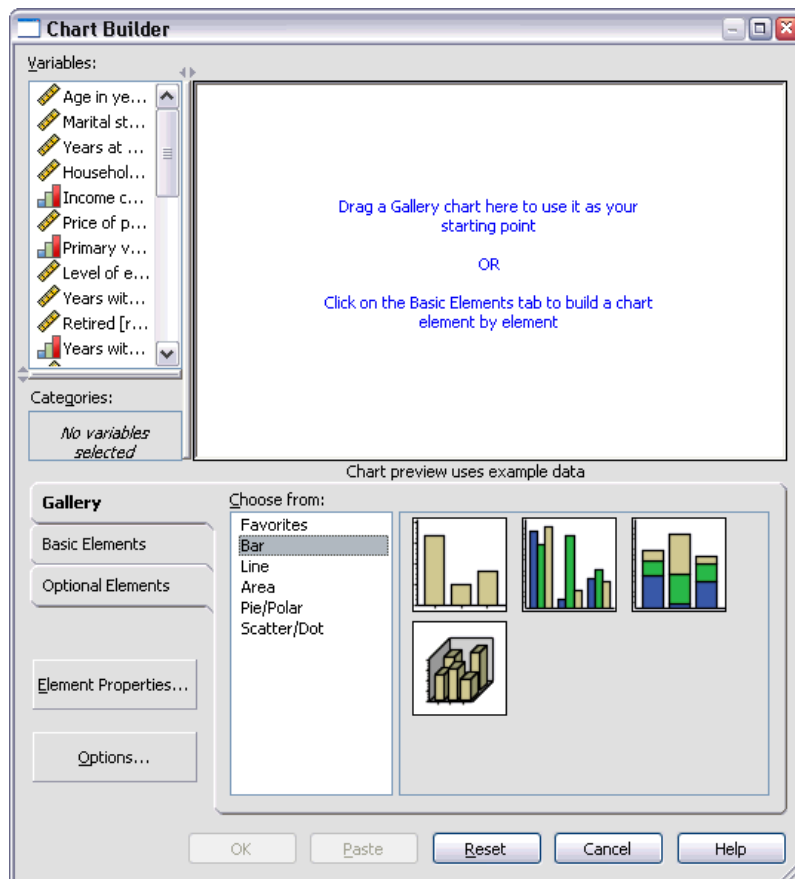 Chart Builder
Variables:
Age in ye...
Marital st...
Years at ...
Househol...
Income c...
Price of p...
Primary v...
Level of e...
Years wit...
Retired [r...
Years wit...
Drag a Gallery chart here to use it as your
starting point
OR
Click on the Basic Elements tab to build a chart
element by element
Categories:
No variables
selected
Chart preview uses example data
Gallery
Basic Elements
Optional Elements
Element Properties...
Options...
Choose from:
Favorites
Bar
Line
Area
Pie/Polar
Scatter/Dot
OK
Paste
Reset
Cancel
Help